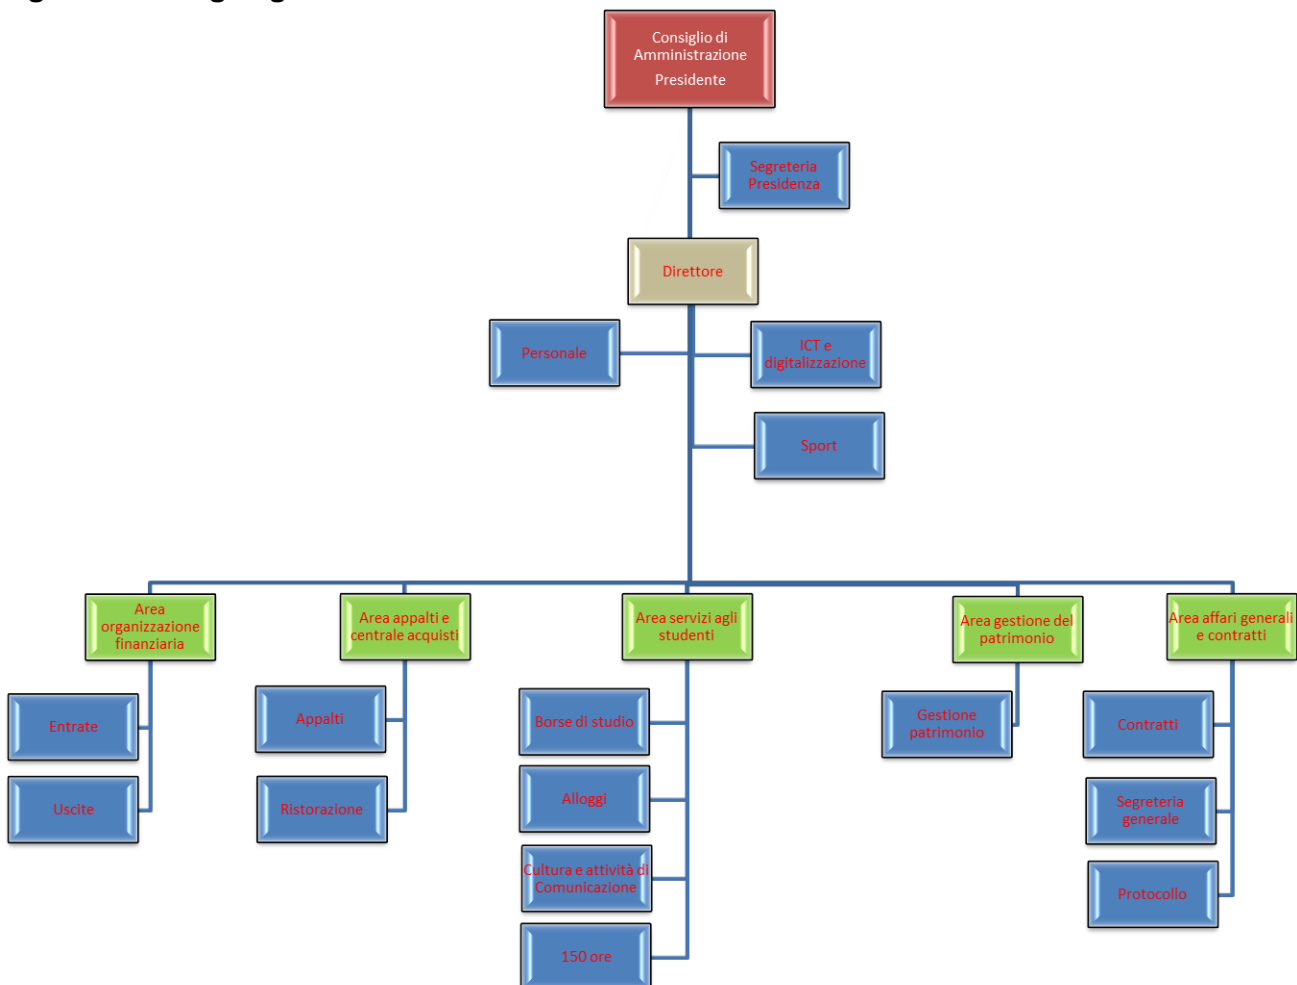 Consiglio di
Amministrazione
Presidente
Segreteria
Presidenza
Direttore
Personale
ICT e
digitalizzazione
Sport
Area
organizzazione
finanziaria
Area appalti e
centrale acquisti
Area servizi agli
studenti
Area gestione del
patrimonio
Area affari generali
e contratti
Entrate
Uscite
Appalti
Ristorazione
Borse di studio
Alloggi
Cultura e attività di
Comunicazione
150 ore
Gestione
patrimonio
Contratti
Segreteria
generale
Protocollo